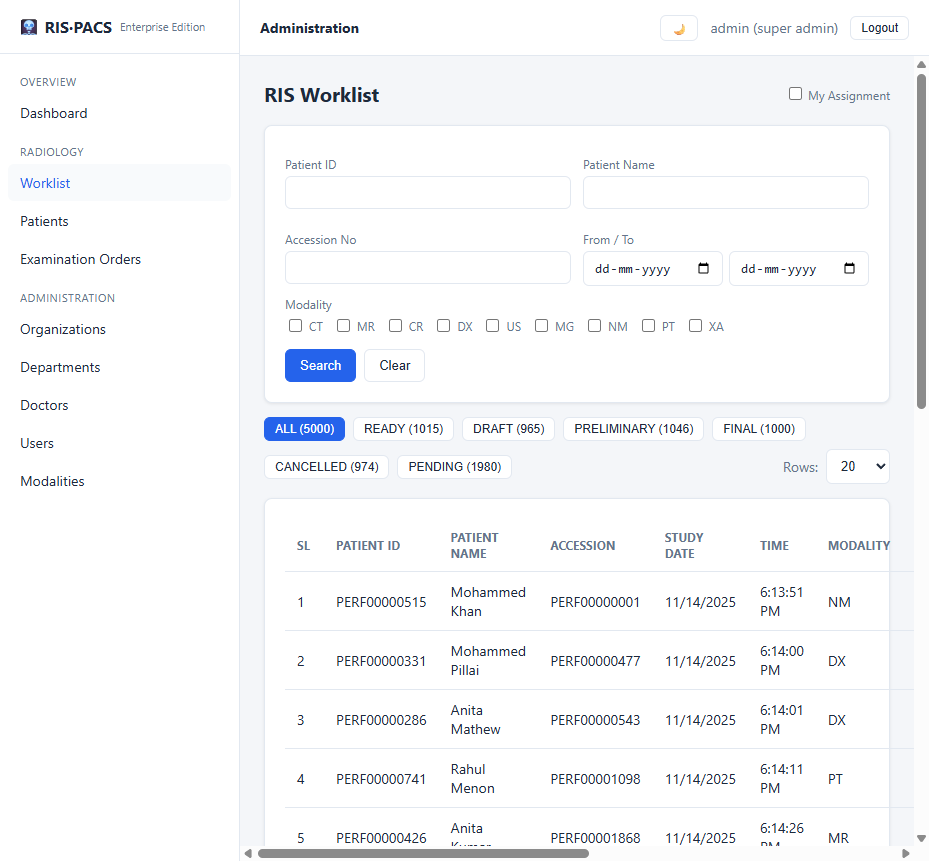 RIS·PACS Enterprise Edition
Administration
admin (super admin)
Logout
OVERVIEW
Dashboard
RADIOLOGY
Worklist
Patients
Examination Orders
ADMINISTRATION
Organizations
Departments
Doctors
Users
Modalities
RIS Worklist
My Assignment
Patient ID
Patient Name
Accession No
From / To
dd-mm-yyyy
dd-mm-yyyy
Modality
CT MR CR DX US MG NM PT XA
Search Clear
ALL (5000) READY (1015) DRAFT (965) PRELIMINARY (1046) FINAL (1000)
CANCELLED (974) PENDING (1980)
Rows: 20
SL PATIENT ID PATIENT NAME ACCESSION STUDY DATE TIME MODALITY
1 PERF00000515 Mohammed Khan PERF00000001 11/14/2025 6:13:51 PM NM
2 PERF00000331 Mohammed Pillai PERF00000477 11/14/2025 6:14:00 PM DX
3 PERF00000286 Anita Mathew PERF00000543 11/14/2025 6:14:01 PM DX
4 PERF00000741 Rahul Menon PERF00001098 11/14/2025 6:14:11 PM PT
5 PERF00000426 Anita PERF00001868 11/14/2025 6:14:26 PM MR